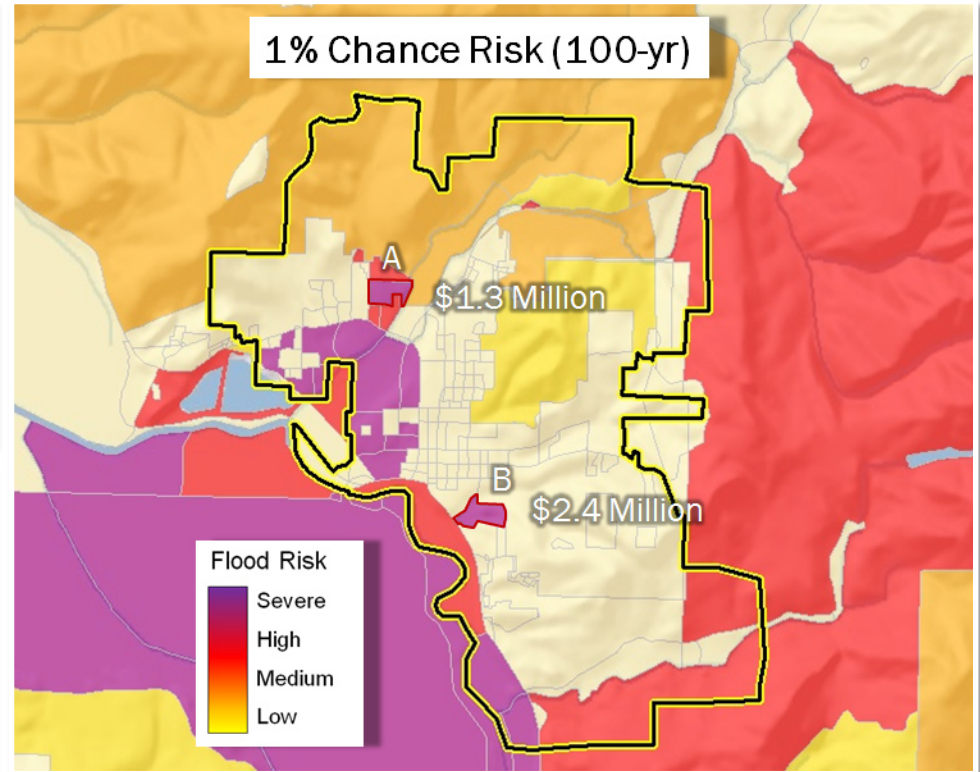 1% Chance Risk (100-yr)
A
$1.3 Million
B
$2.4 Million
Flood Risk
Severe
High
Medium
Low